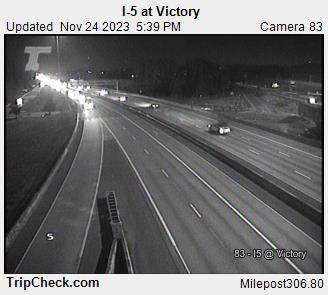 I-5 at Victory
Updated Nov 24 2023 5:39 PM Camera 83
S
83 - I5 @ Victory
TripCheck.com Milepost306.80